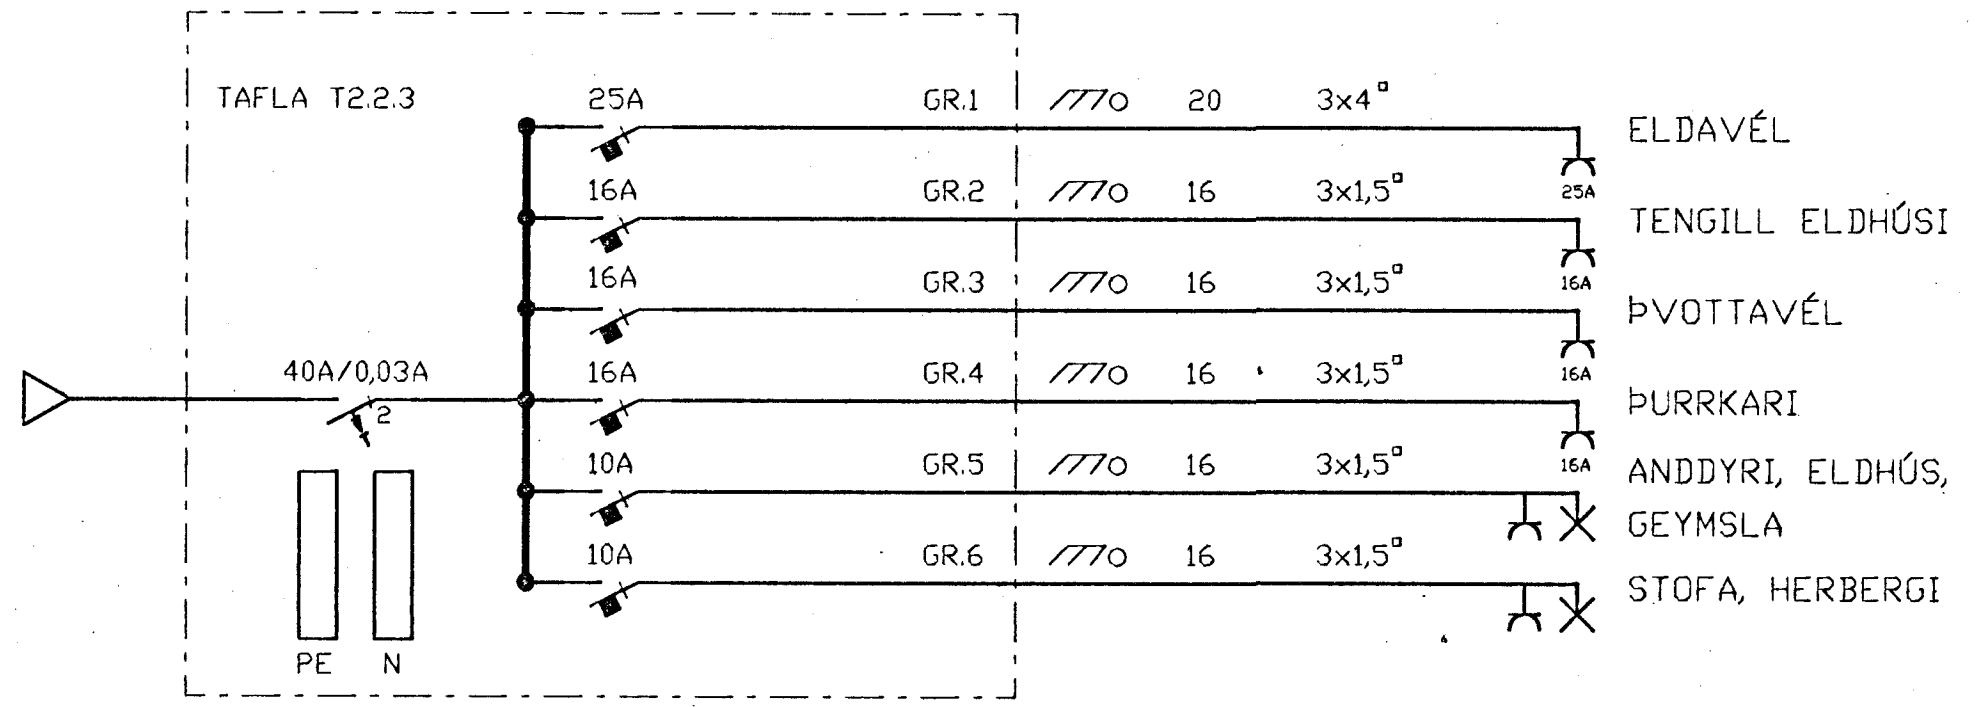 TAFLA T2.2.3
25A GR.1 20 3x4□ ELDAVÉL
25A
16A GR.2 16 3x1,5□ TENGILL ELDHÚSI
16A
16A GR.3 16 3x1,5□ ÞVOTTAVÉL
16A
40A/0,03A
2
16A GR.4 16 3x1,5□ ÞURRKARI
16A
10A GR.5 16 3x1,5□ ANDDYRI, ELDHÚS,
GEYMSLA
10A GR.6 16 3x1,5□ STOFA, HERBERGI
PE N